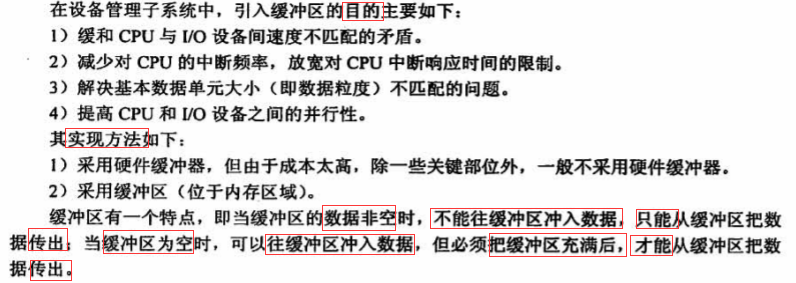 在设备管理子系统中，引入缓冲区的目的主要如下：
1）缓和 CPU 与 I/O 设备间速度不匹配的矛盾。
2）减少对 CPU 的中断频率，放宽对 CPU 中断响应时间的限制。
3）解决基本数据单元大小（即数据粒度）不匹配的问题。
4）提高 CPU 和 I/O 设备之间的并行性。
其实现方法如下：
1）采用硬件缓冲器，但由于成本太高，除一些关键部位外，一般不采用硬件缓冲器。
2）采用缓冲区（位于内存区域）。
缓冲区有一个特点，即当缓冲区的数据非空时，不能往缓冲区冲入数据，只能从缓冲区把数
据传出；当缓冲区为空时，可以往缓冲区冲入数据，但必须把缓冲区充满后，才能从缓冲区把数
据传出。